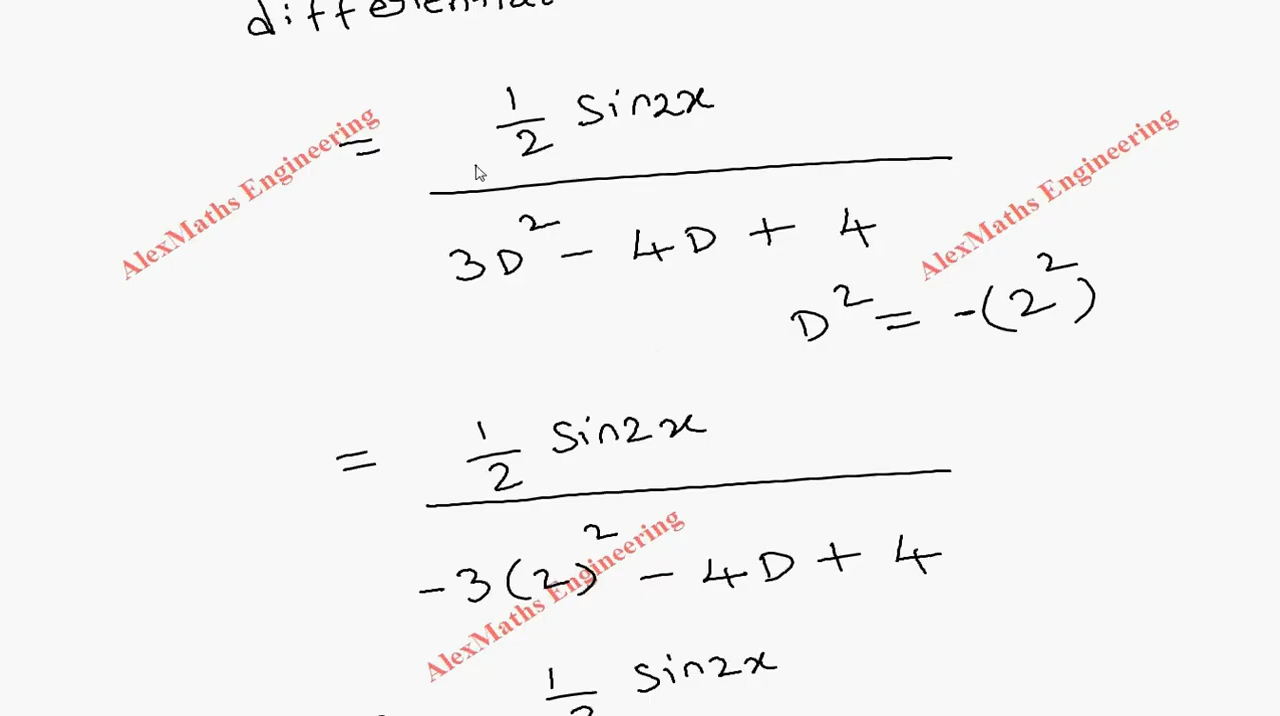 differential
= 1/2 Sin2x
3D² - 4D + 4
D² = -(2²)
= 1/2 Sin2x
-3(2)² - 4D + 4
1/2 Sin2x
AlexMaths Engineering
AlexMaths Engineering
AlexMaths Engineering